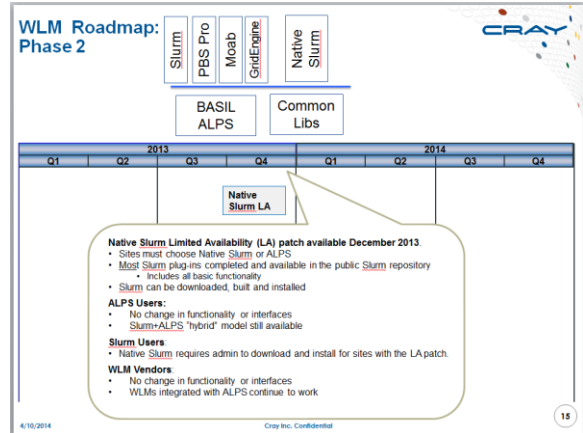 WLM Roadmap:
Phase 2
Slurm
PBS Pro
Moab
GridEngine
Native
Slurm
CRAY
BASIL
ALPS
Common
Libs
2013
2014
Q1
Q2
Q3
Q4
Q1
Q2
Q3
Q4
Native
Slurm LA
Native Slurm Limited Availability (LA) patch available December 2013.
• Sites must choose Native Slurm or ALPS
• Most Slurm plug-ins completed and available in the public Slurm repository
• Includes all basic functionality
• Slurm can be downloaded, built and installed
ALPS Users:
• No change in functionality or interfaces
• Slurm+ALPS "hybrid" model still available
Slurm Users:
• Native Slurm requires admin to download and install for sites with the LA patch.
WLM Vendors:
• No change in functionality or interfaces
• WLMs integrated with ALPS continue to work
4/10/2014
Cray Inc. Confidential
15